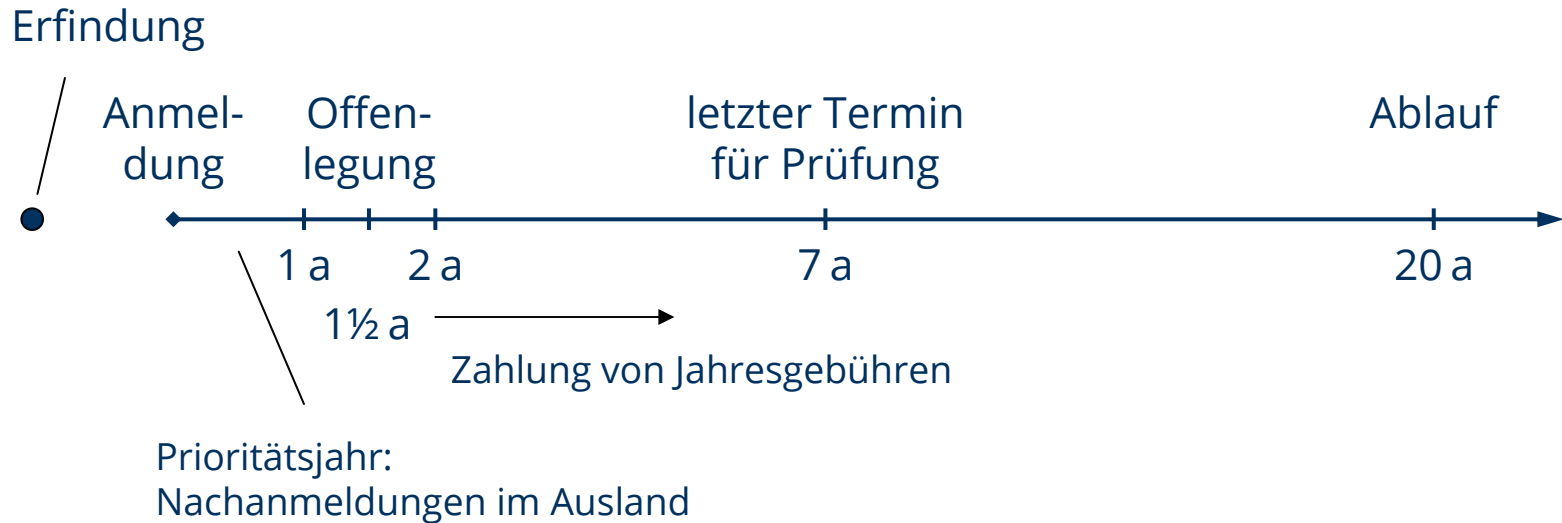 Erfindung
Anmel-
dung
Offen-
legung
letzter Termin
für Prüfung
Ablauf
1 a
2 a
7 a
20 a
1½ a
Zahlung von Jahresgebühren
Prioritätsjahr:
Nachanmeldungen im Ausland